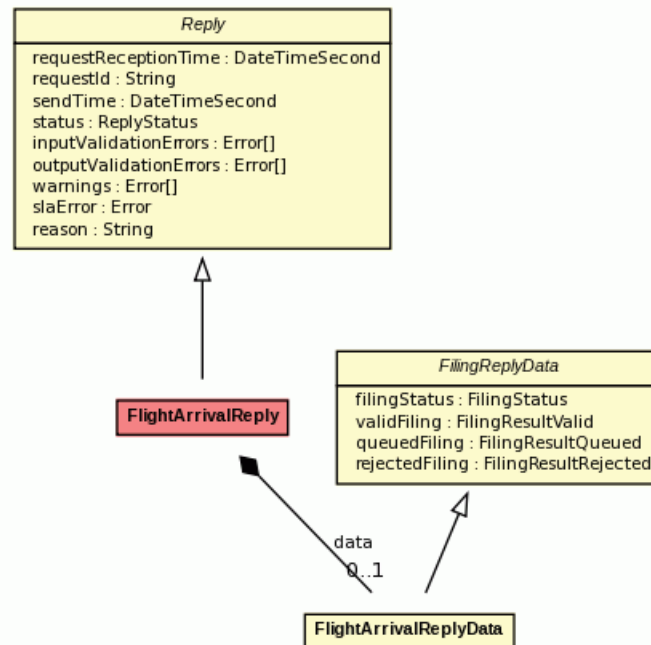 Reply
requestReceptionTime : DateTimeSecond
requestId : String
sendTime : DateTimeSecond
status : ReplyStatus
inputValidationErrors : Error[]
outputValidationErrors : Error[]
warnings : Error[]
slaError : Error
reason : String
FilingReplyData
filingStatus : FilingStatus
validFiling : FilingResultValid
queuedFiling : FilingResultQueued
rejectedFiling : FilingResultRejected
FlightArrivalReply
data
0..1
FlightArrivalReplyData